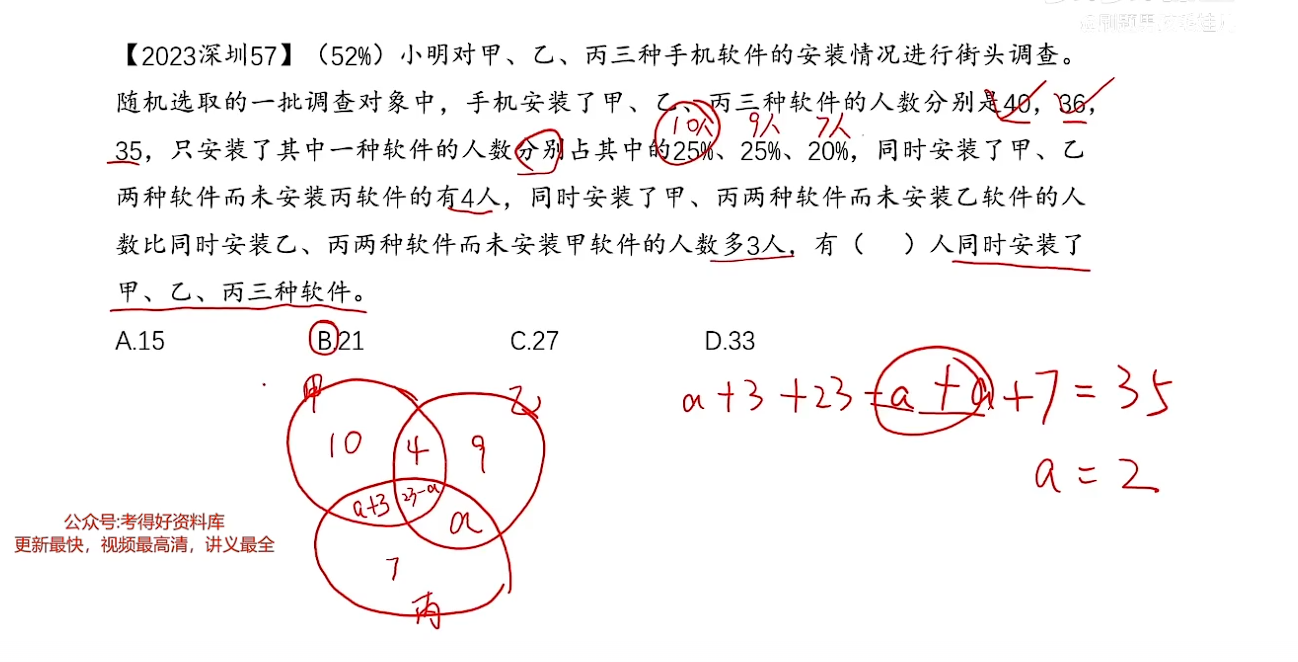 【2023深圳57】（52%）小明对甲、乙、丙三种手机软件的安装情况进行街头调查。
随机选取的一批调查对象中，手机安装了甲、乙、丙三种软件的人数分别是40，36，
10人 9人 7人
35，只安装了其中一种软件的人数分别占其中的25%、25%、20%，同时安装了甲、乙
两种软件而未安装丙软件的有4人，同时安装了甲、丙两种软件而未安装乙软件的人
数比同时安装乙、丙两种软件而未安装甲软件的人数多3人，有（ ）人同时安装了
甲、乙、丙三种软件。
A.15 B.21 C.27 D.33
甲 乙
a+3+23-a+a+7=35
10 4 9
a=2
a+3 23-a a
公众号:考得好资料库
更新最快，视频最高清，讲义最全
7
丙